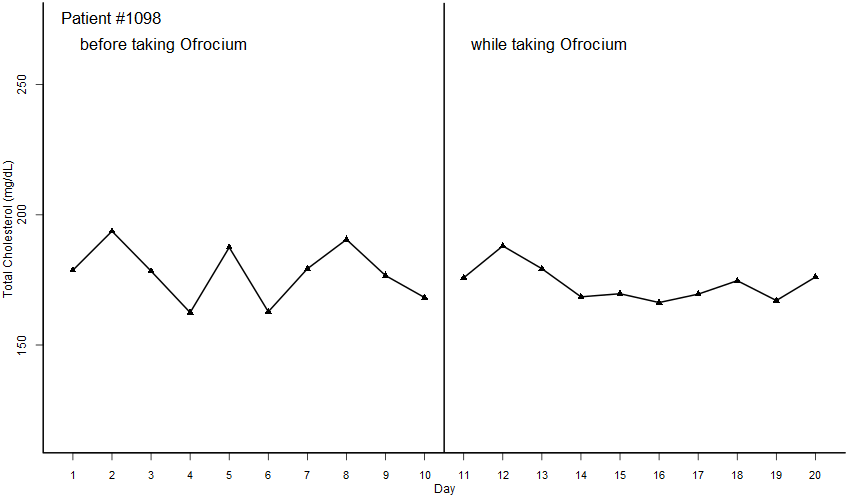 Patient #1098
before taking Ofrocium
while taking Ofrocium
Total Cholesterol (mg/dL)
250
200
150
1 2 3 4 5 6 7 8 9 10 11 12 13 14 15 16 17 18 19 20
Day